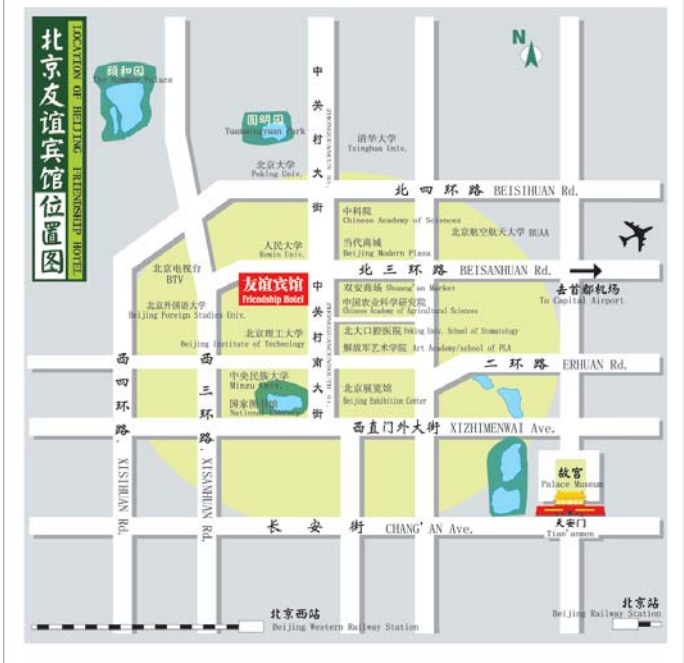 北京友谊宾馆位置图
LOCATION OF BEIJING FRIENDSHIP HOTEL
N
颐和园
The Summer Palace
圆明园
Yuanmingyuan Park
清华大学
Tsinghua Univ.
北京大学
Peking Univ.
中关村大街
ZHONGGUANCUN St.
北四环路 BEISIHUAN Rd.
中科院
Chinese Academy of Sciences
北京航空航天大学 BUAA
人民大学
Remin Univ.
当代商城
Beijing Modern Plaza
北三环路 BEISANHUAN Rd.
北京电视台
BTV
友谊宾馆
Friendship Hotel
双安商场 Shuang'an Market
去首都机场
To Capital Airport
中国农业科学研究院
Chinese Academy of Agricultural Sciences
北京外国语大学
Beijing Foreign Studies Univ.
北京理工大学
Beijing Institute of Technology
北大口腔医院 Peking Univ. School of Stomatology
解放军艺术学院 Art Academy/school of PLA
中关村南大街
二环路 ERHUAN Rd.
中央民族大学
Minzu Univ.
国家图书馆
National Library
北京展览馆
Beijing Exhibition Center
西四环路
XISIHUAN Rd.
西三环路
XISANHUAN Rd.
西直门外大街 XIZHIMENWAI Ave.
故宫
Palace Museum
天安门
Tian'anmen
长安街 CHANG'AN Ave.
北京西站
Beijing Western Railway Station
北京站
Beijing Railway Station